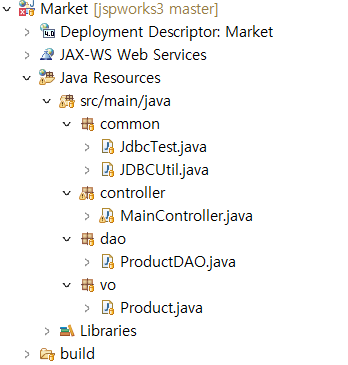 Market [jspworks3 master]
Deployment Descriptor: Market
JAX-WS Web Services
Java Resources
src/main/java
common
JdbcTest.java
JDBCUtil.java
controller
MainController.java
dao
ProductDAO.java
vo
Product.java
Libraries
build